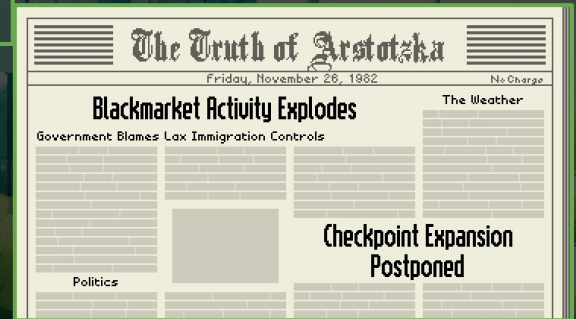 The Truth of Arstotzka
Friday, November 26, 1982
No Charge
Blackmarket Activity Explodes
Government Blames Lax Immigration Controls
The Weather
Checkpoint Expansion
Postponed
Politics